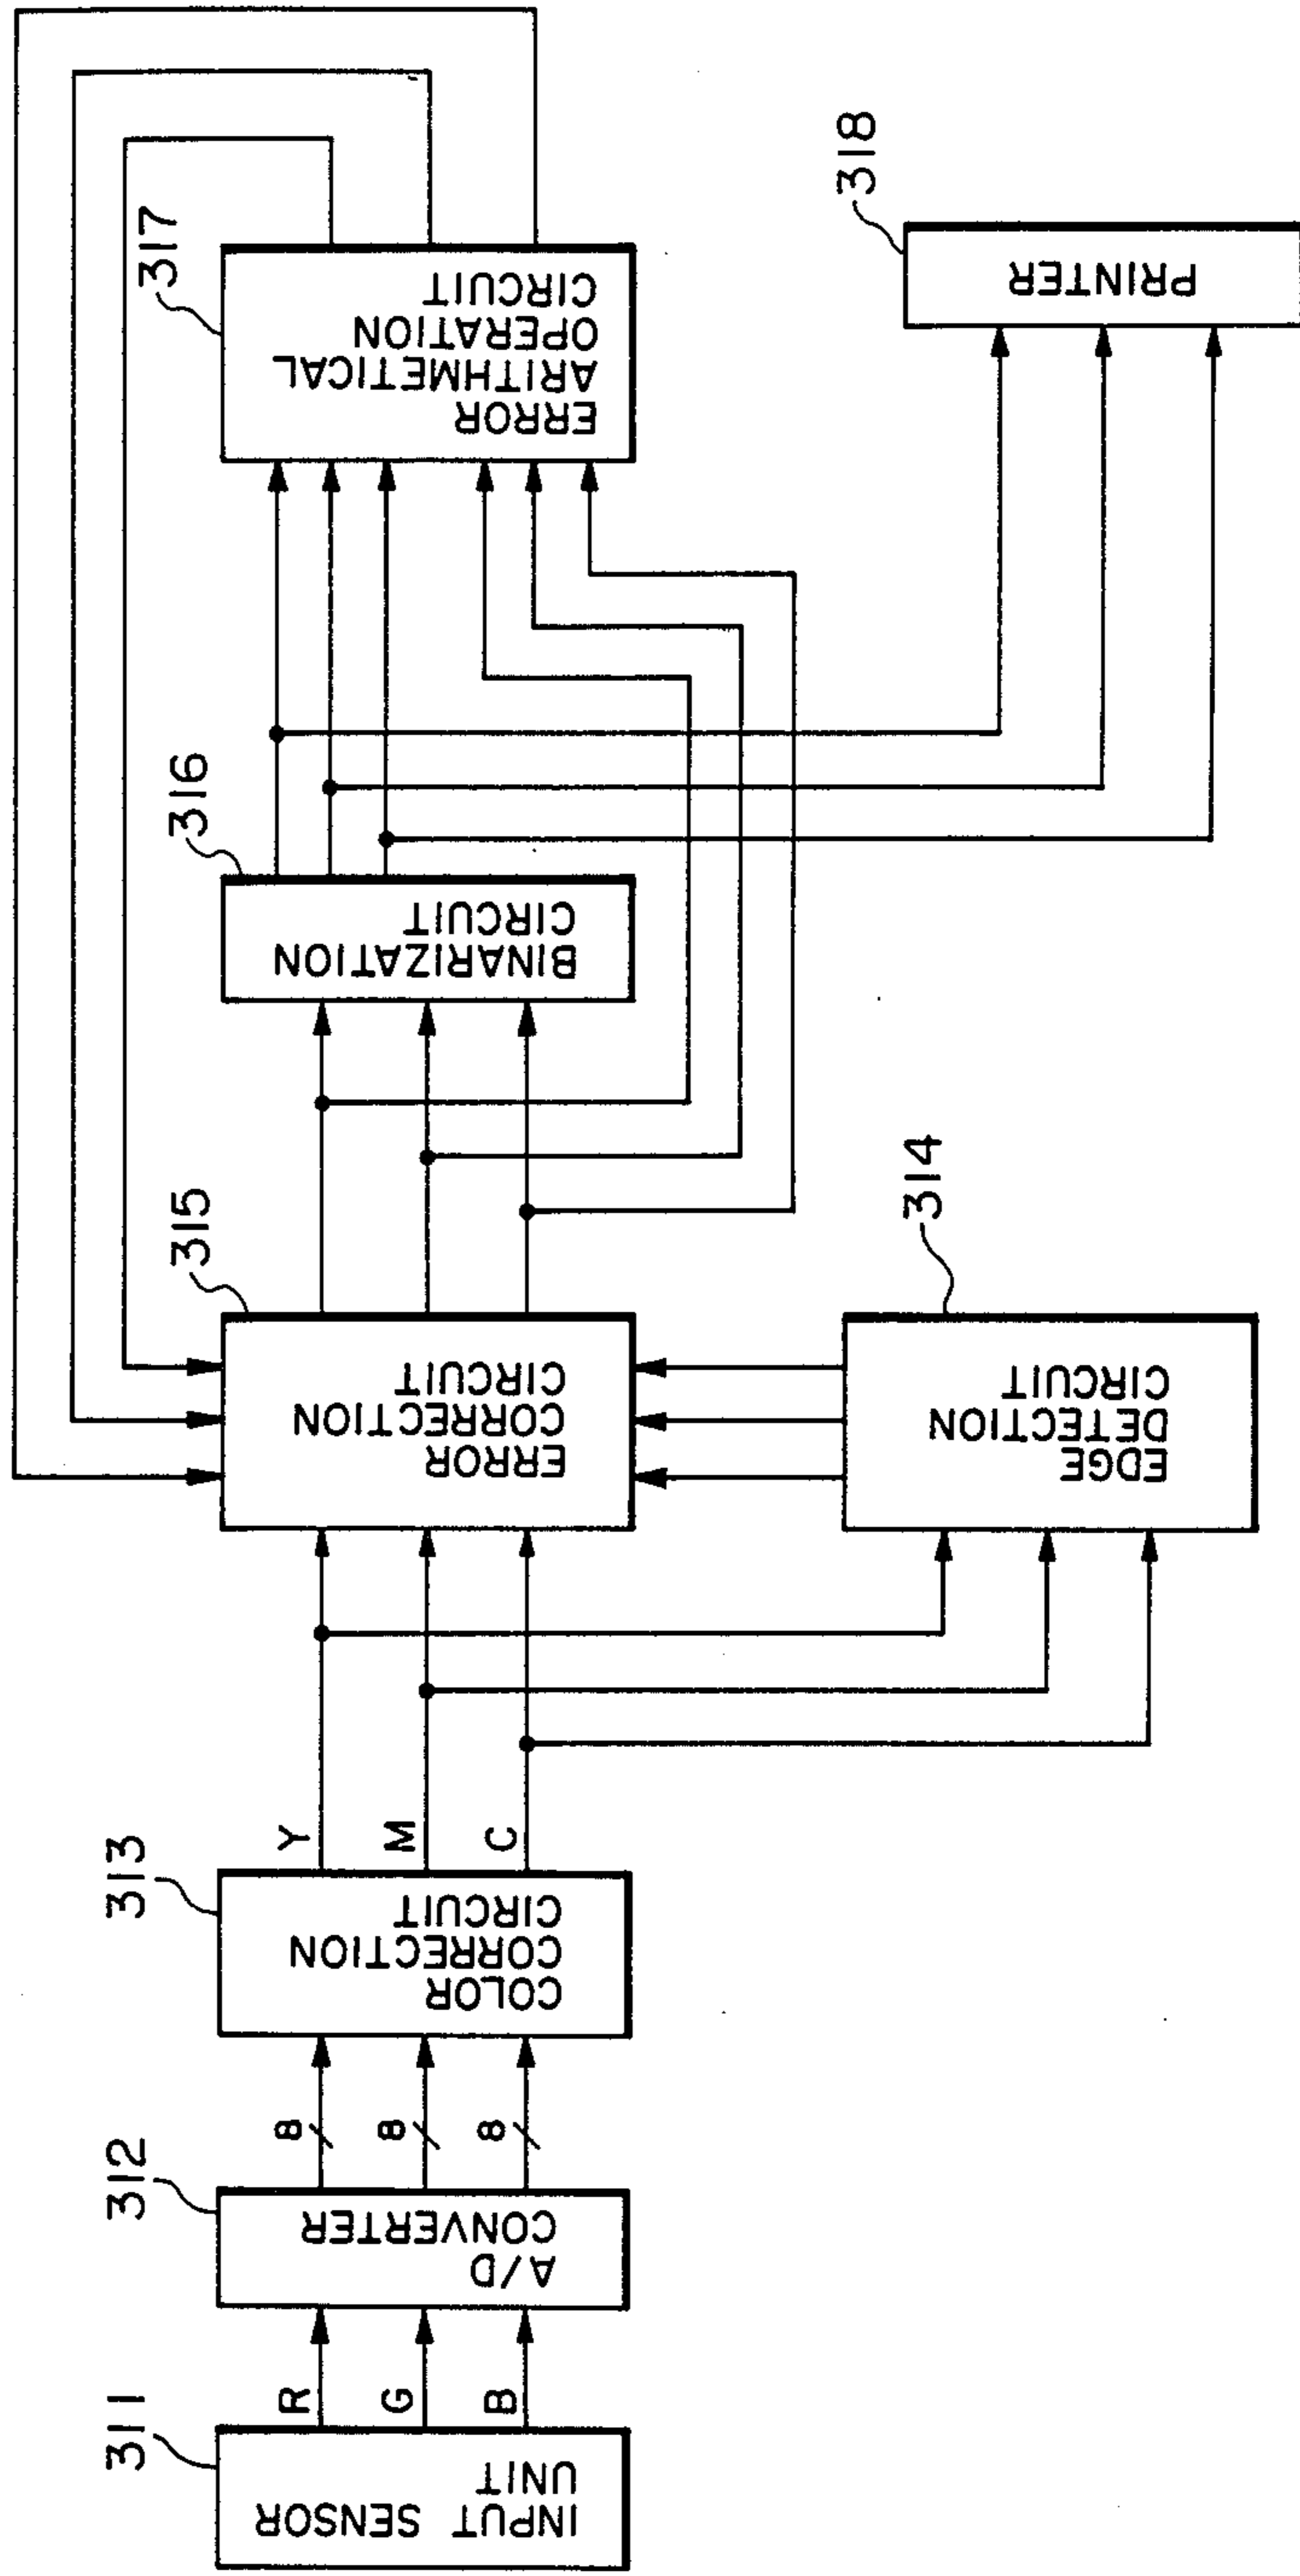 311
INPUT SENSOR
UNIT
R
G
B
312
A/D
CONVERTER
8
8
8
313
COLOR
CORRECTION
CIRCUIT
Y
M
C
314
EDGE
DETECTION
CIRCUIT
315
ERROR
CORRECTION
CIRCUIT
316
BINARIZATION
CIRCUIT
317
ERROR
ARITHMETICAL
OPERATION
CIRCUIT
318
PRINTER